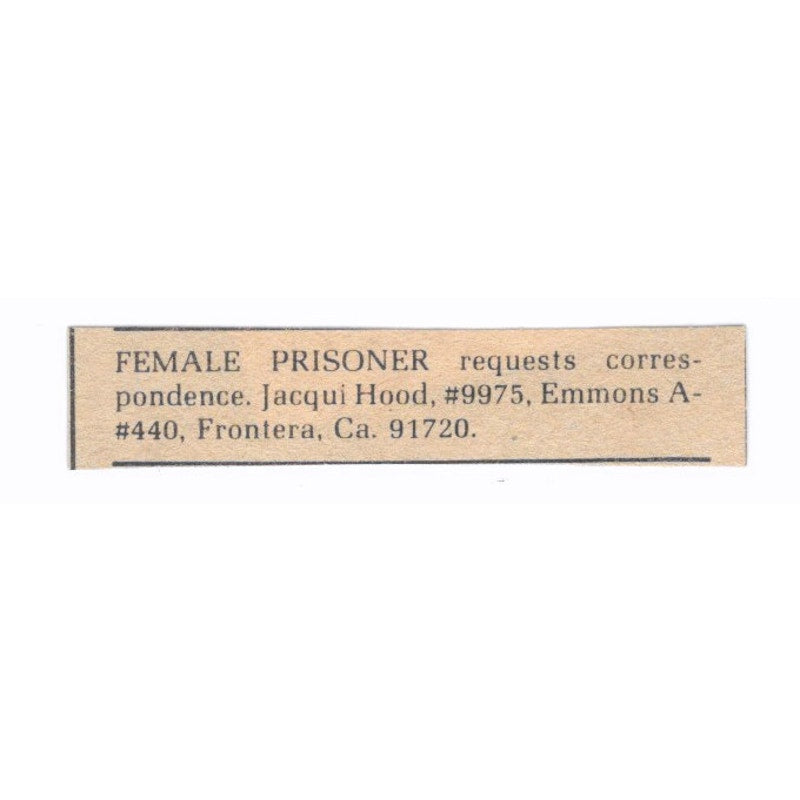 FEMALE PRISONER requests corres-
pondence. Jacqui Hood, #9975, Emmons A-
#440, Frontera, Ca. 91720.